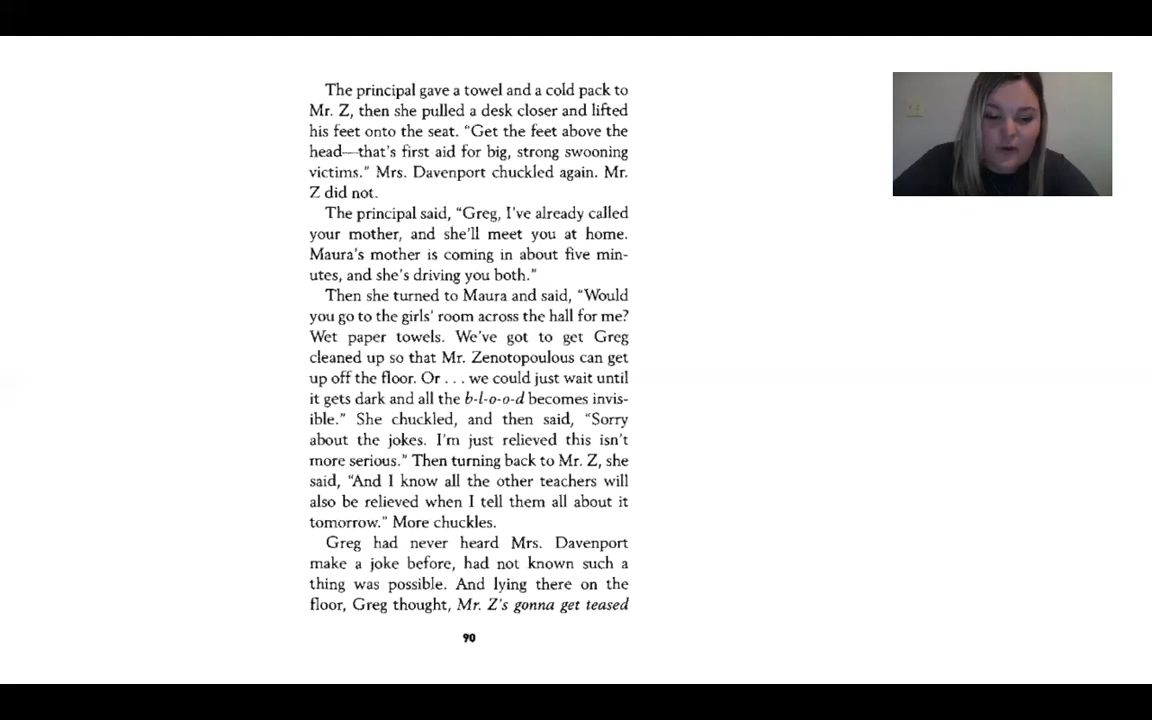 The principal gave a towel and a cold pack to
Mr. Z, then she pulled a desk closer and lifted
his feet onto the seat. “Get the feet above the
head—that’s first aid for big, strong swooning
victims.” Mrs. Davenport chuckled again. Mr.
Z did not.
The principal said, “Greg, I’ve already called
your mother, and she’ll meet you at home.
Maura’s mother is coming in about five min-
utes, and she’s driving you both.”
Then she turned to Maura and said, “Would
you go to the girls’ room across the hall for me?
Wet paper towels. We’ve got to get Greg
cleaned up so that Mr. Zenotopoulous can get
up off the floor. Or . . . we could just wait until
it gets dark and all the b-l-o-o-d becomes invis-
ible.” She chuckled, and then said, “Sorry
about the jokes. I’m just relieved this isn’t
more serious.” Then turning back to Mr. Z, she
said, “And I know all the other teachers will
also be relieved when I tell them all about it
tomorrow.” More chuckles.
Greg had never heard Mrs. Davenport
make a joke before, had not known such a
thing was possible. And lying there on the
floor, Greg thought, Mr. Z’s gonna get teased
90